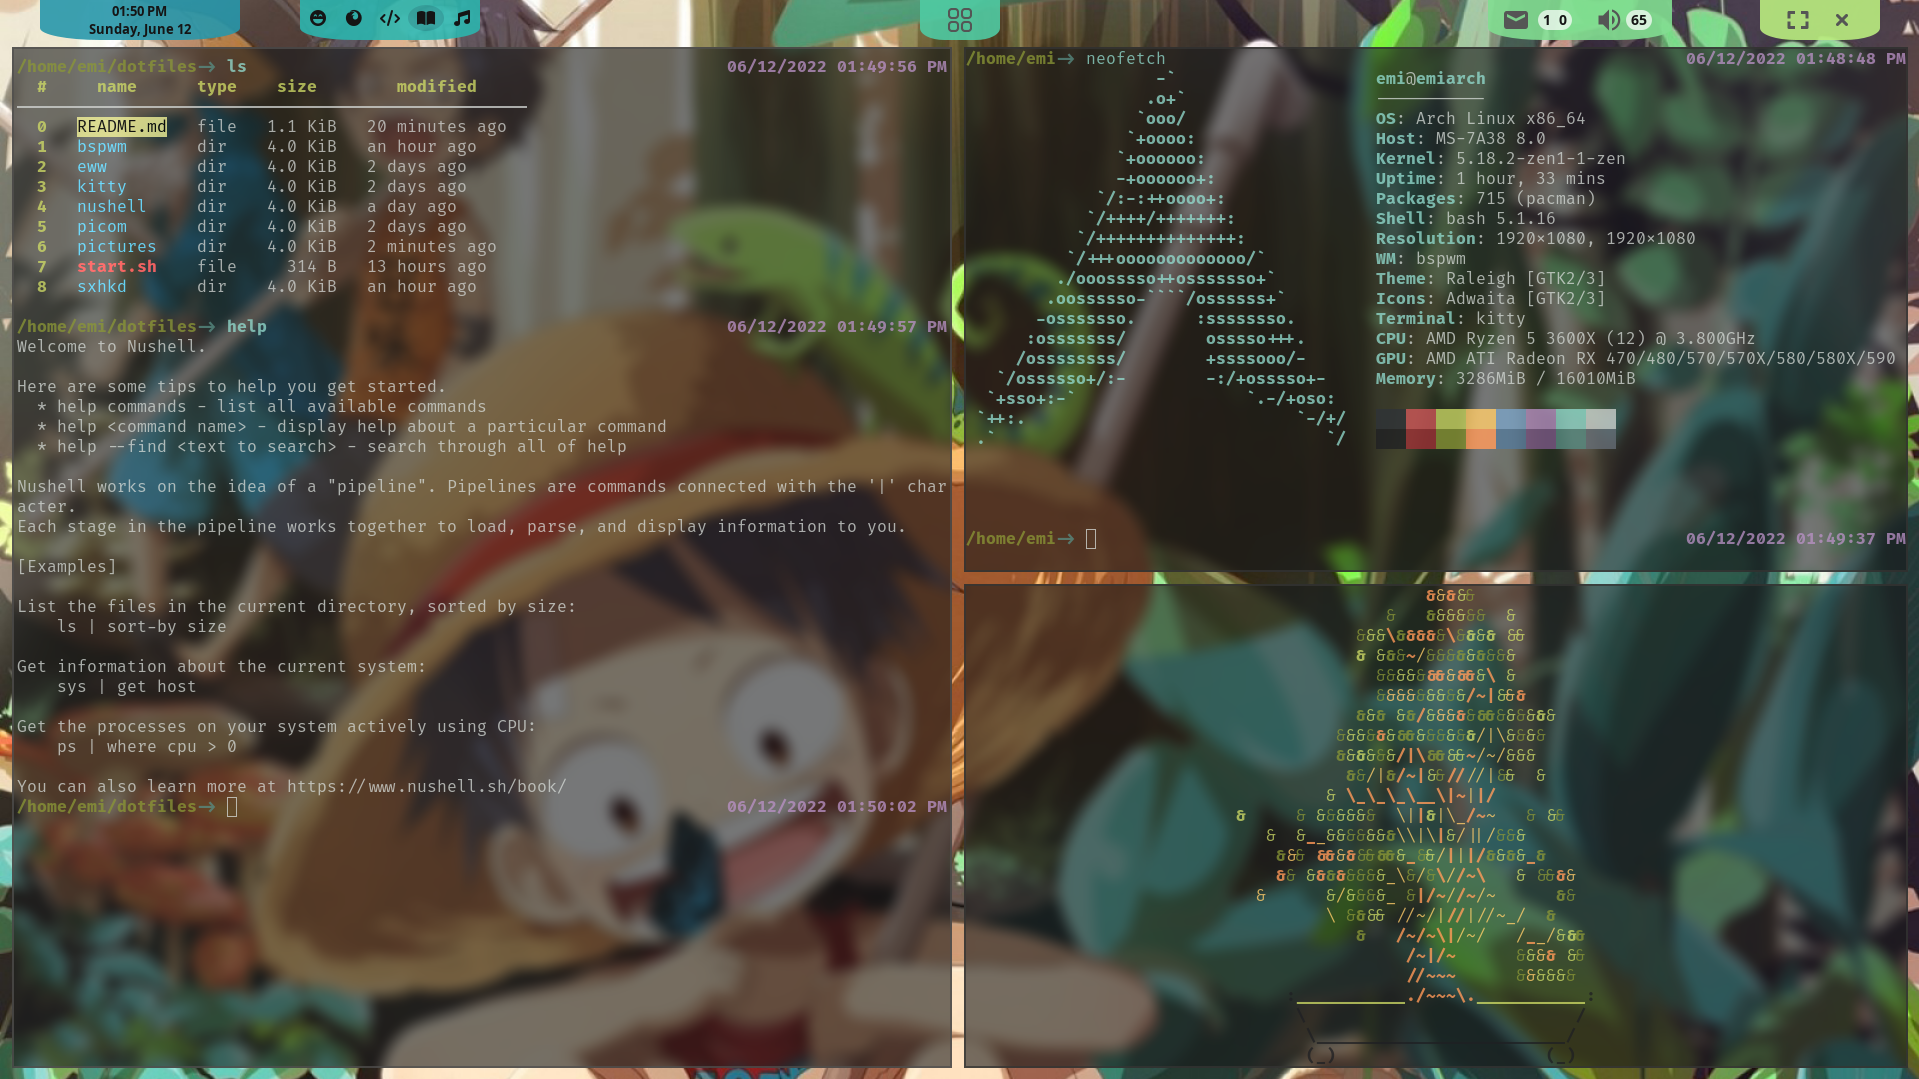 01:50 PM
Sunday, June 12
1 0
65
/home/emi/dotfiles→ ls 06/12/2022 01:49:56 PM
# name type size modified
0 README.md file 1.1 KiB 20 minutes ago
1 bspwm dir 4.0 KiB an hour ago
2 eww dir 4.0 KiB 2 days ago
3 kitty dir 4.0 KiB 2 days ago
4 nushell dir 4.0 KiB a day ago
5 picom dir 4.0 KiB 2 days ago
6 pictures dir 4.0 KiB 2 minutes ago
7 start.sh file 314 B 13 hours ago
8 sxhkd dir 4.0 KiB an hour ago
/home/emi/dotfiles→ help 06/12/2022 01:49:57 PM
Welcome to Nushell.
Here are some tips to help you get started.
* help commands - list all available commands
* help <command name> - display help about a particular command
* help --find <text to search> - search through all of help
Nushell works on the idea of a "pipeline". Pipelines are commands connected with the '|' char
acter.
Each stage in the pipeline works together to load, parse, and display information to you.
[Examples]
List the files in the current directory, sorted by size:
ls | sort-by size
Get information about the current system:
sys | get host
Get the processes on your system actively using CPU:
ps | where cpu > 0
You can also learn more at https://www.nushell.sh/book/
/home/emi/dotfiles→ 06/12/2022 01:50:02 PM
/home/emi→ neofetch 06/12/2022 01:48:48 PM
emi@emiarch
OS: Arch Linux x86_64
Host: MS-7A38 8.0
Kernel: 5.18.2-zen1-1-zen
Uptime: 1 hour, 33 mins
Packages: 715 (pacman)
Shell: bash 5.1.16
Resolution: 1920x1080, 1920x1080
WM: bspwm
Theme: Raleigh [GTK2/3]
Icons: Adwaita [GTK2/3]
Terminal: kitty
CPU: AMD Ryzen 5 3600X (12) @ 3.800GHz
GPU: AMD ATI Radeon RX 470/480/570/570X/580/580X/590
Memory: 3286MiB / 16010MiB
/home/emi→ 06/12/2022 01:49:37 PM